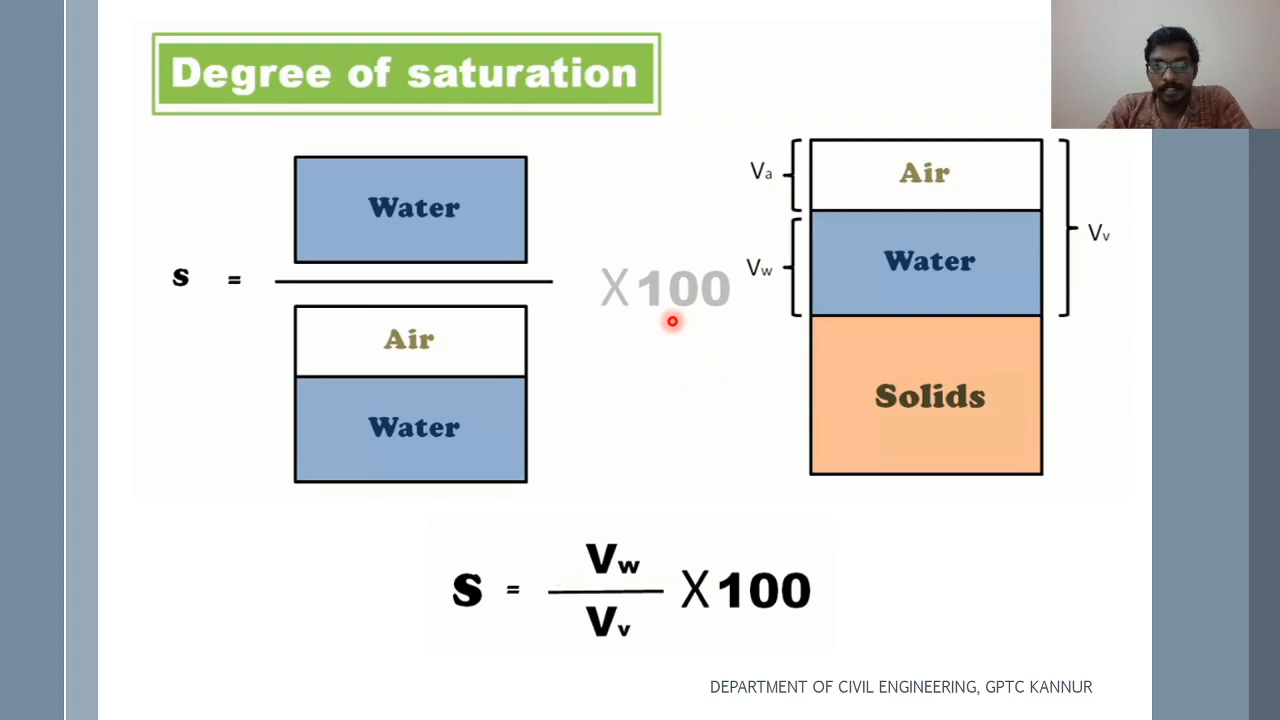 Degree of saturation
Water
S =
X 100
Air
Water
Va
Vw
Air
Water
Solids
Vv
S = Vw
Vv
X 100
DEPARTMENT OF CIVIL ENGINEERING, GPTC KANNUR